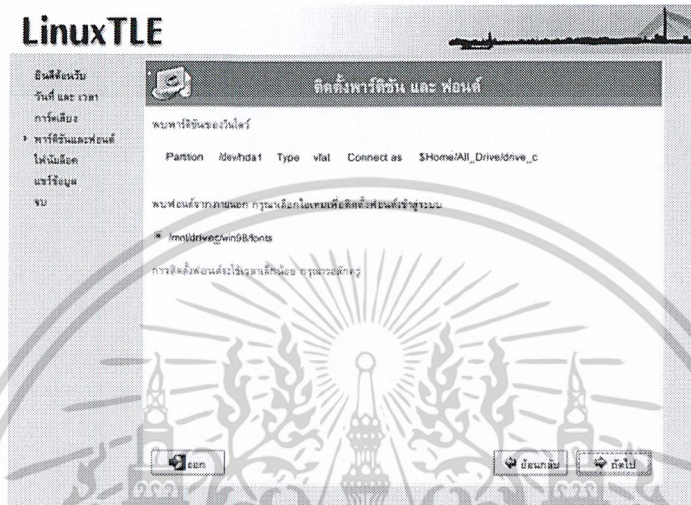 LinuxTLE
ยินดีต้อนรับ
วันที่ และ เวลา
การ์ดเสียง
พาร์ติชันและฟอนต์
ไฟนัมล็อค
แชร์ข้อมูล
จบ
ติดตั้งพาร์ติชัน และ ฟอนต์
พบพาร์ติชันของวินโดว์
Partition /dev/hda1 Type vfat Connect as $Home/All_Drive/drive_c
พบฟอนต์จากภายนอก กรุณาเลือกไอเทมเพื่อติดตั้งฟอนต์เข้าสู่ระบบ
/mnt/drivec/win98/fonts
การติดตั้งฟอนต์จะใช้เวลาเล็กน้อย กรุณารอสักครู่
ออก
ย้อนกลับ
ถัดไป